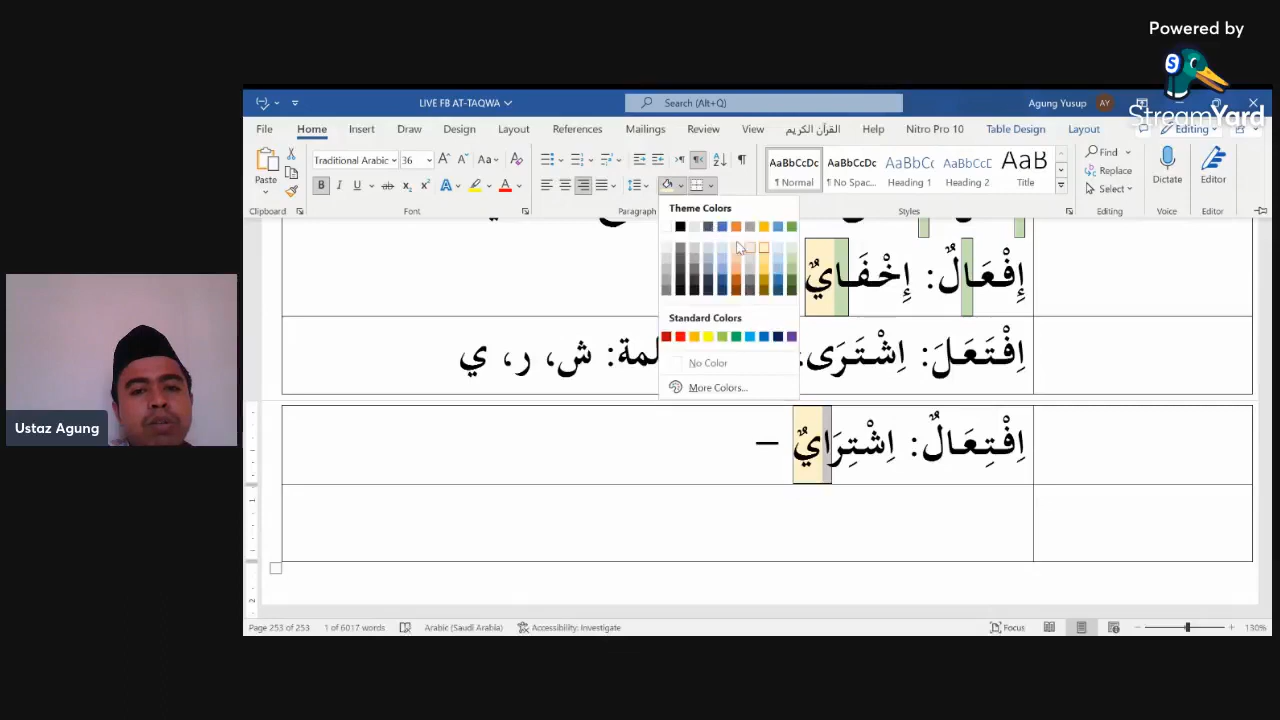 Powered by
StreamYard
LIVE FB AT-TAQWA
Search (Alt+Q)
Agung Yusup AY
File Home Insert Draw Design Layout References Mailings Review View القرآن الكريم Help Nitro Pro 10 Table Design Layout Editing
Paste
Traditional Arabic 36
AaBbCcDc AaBbCcDc AaBbCc AaBbCcE AaB
¶ Normal ¶ No Spac... Heading 1 Heading 2 Title
Find
Replace
Select
Dictate
Editor
Clipboard Font Paragraph Styles Editing Voice Editor
Theme Colors
Standard Colors
No Color
More Colors...
إِفْعَالٌ: إِخْفَايٌ
اِفْتَعَلَ: اِشْتَرَى ش، ر، ي
اِفْتِعَالٌ: اِشْتِرَايٌ –
Ustaz Agung
Page 253 of 253 1 of 6017 words Arabic (Saudi Arabia) Accessibility: Investigate Focus 130%